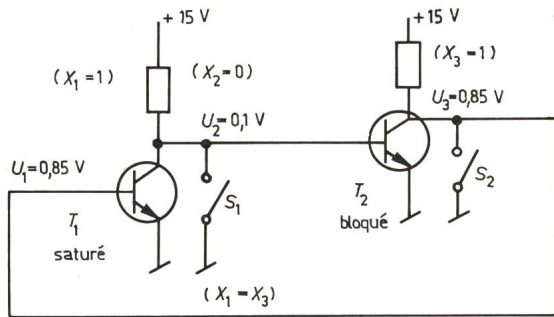 + 15 V
+ 15 V
(X₁ = 1)
(X₂ = 0)
(X₃ = 1)
U₂ = 0,1 V
U₃ = 0,85 V
U₁ = 0,85 V
S₁
T₂
S₂
T₁
bloqué
saturé
(X₁ = X₃)